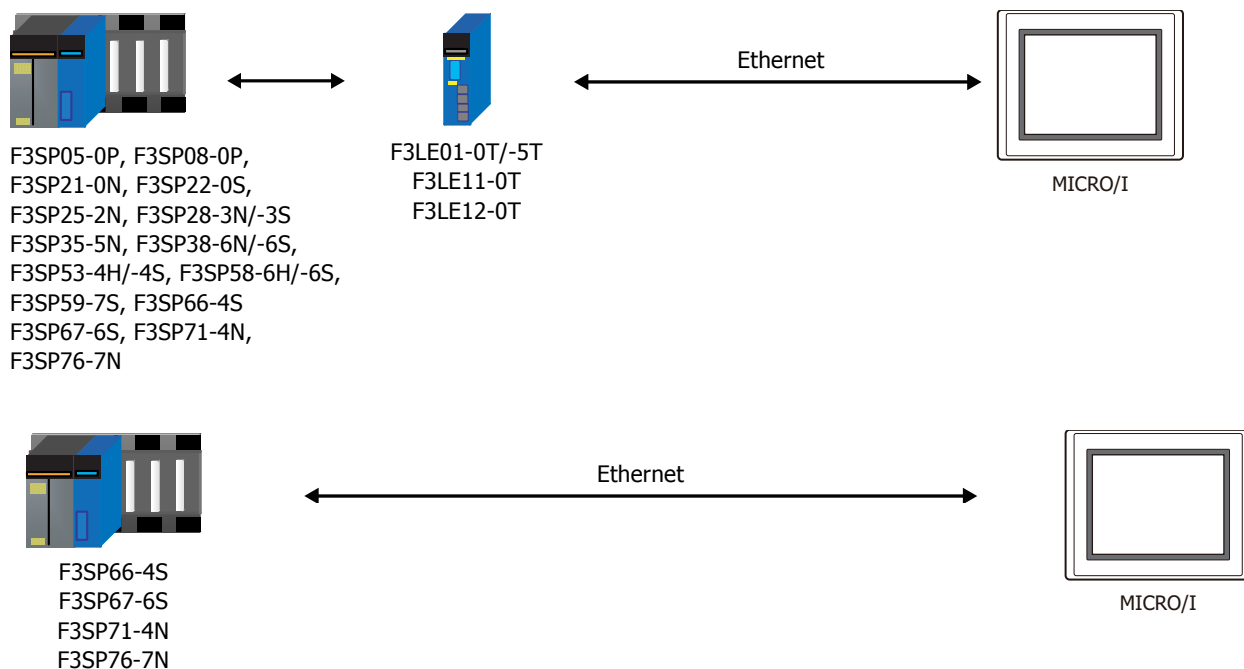 Ethernet
F3SP05-0P, F3SP08-0P,
F3SP21-0N, F3SP22-0S,
F3SP25-2N, F3SP28-3N/-3S
F3SP35-5N, F3SP38-6N/-6S,
F3SP53-4H/-4S, F3SP58-6H/-6S,
F3SP59-7S, F3SP66-4S
F3SP67-6S, F3SP71-4N,
F3SP76-7N
F3LE01-0T/-5T
F3LE11-0T
F3LE12-0T
MICRO/I
Ethernet
F3SP66-4S
F3SP67-6S
F3SP71-4N
F3SP76-7N
MICRO/I